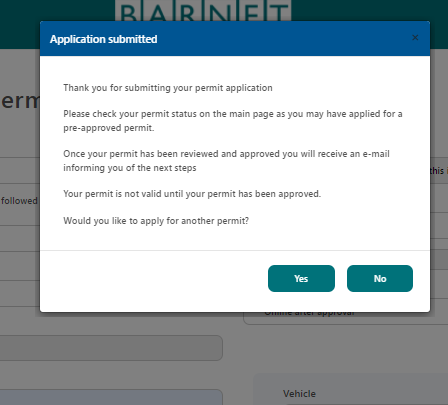 BARNET
Application submitted
×
Thank you for submitting your permit application
Please check your permit status on the main page as you may have applied for a
pre-approved permit.
Once your permit has been reviewed and approved you will receive an e-mail
informing you of the next steps
Your permit is not valid until your permit has been approved.
Would you like to apply for another permit?
Yes No
followed
this i
Online after approval
Vehicle